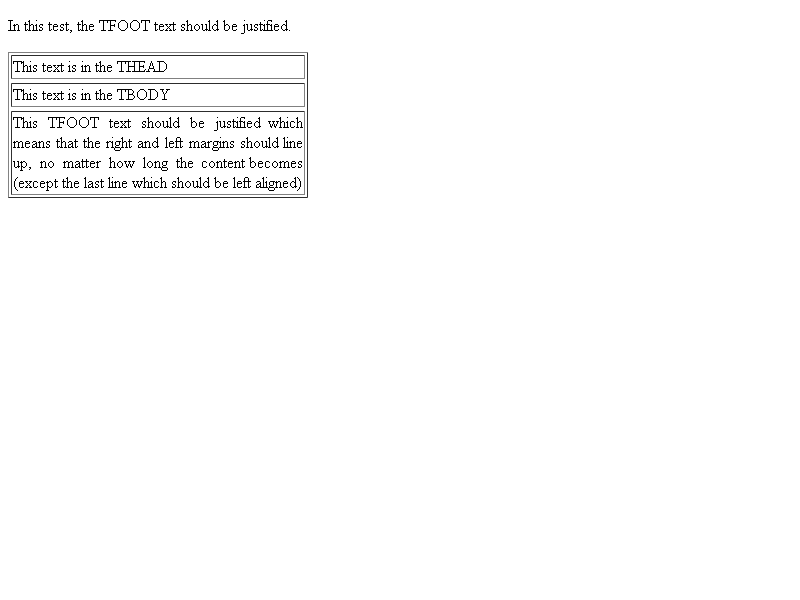 In this test, the TFOOT text should be justified.
This text is in the THEAD
This text is in the TBODY
This TFOOT text should be justified which
means that the right and left margins should line
up, no matter how long the content becomes
(except the last line which should be left aligned)